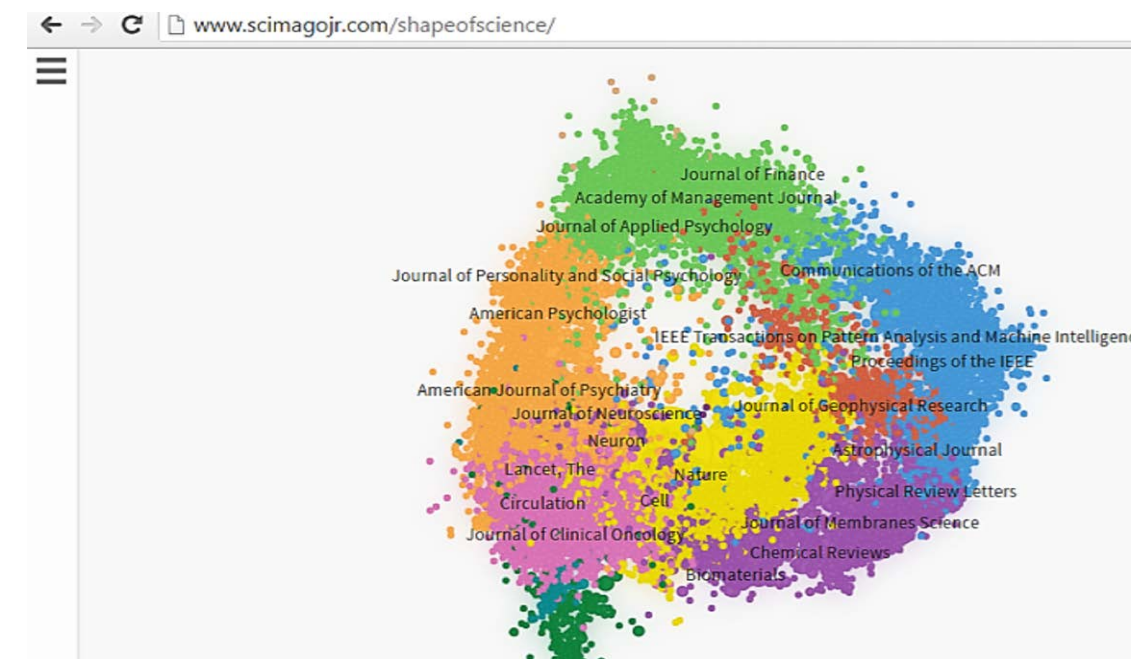 www.scimagojr.com/shapeofscience/
Journal of Finance
Academy of Management Journal
Journal of Applied Psychology
Communications of the ACM
Journal of Personality and Social Psychology
American Psychologist
IEEE Transactions on Pattern Analysis and Machine Intelligenc
Proceedings of the IEEE
American Journal of Psychiatry
Journal of Geophysical Research
Journal of Neuroscience
Neuron
Astrophysical Journal
Lancet, The
Nature
Physical Review Letters
Circulation
Cell
Journal of Membranes Science
Journal of Clinical Oncology
Chemical Reviews
Biomaterials